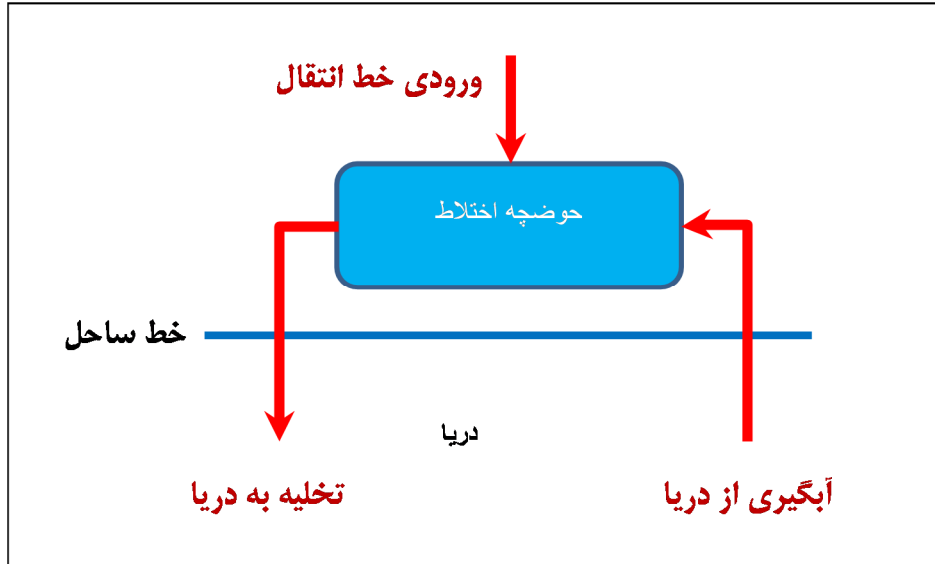 ورودی خط انتقال
حوضچه اختلاط
خط ساحل
دریا
آبگیری از دریا
تخلیه به دریا